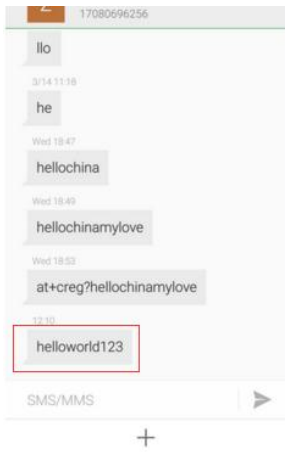 Z
17080696256
llo
3/14 11:18
he
Wed 18:47
hellochina
Wed 18:49
hellochinamylove
Wed 18:53
at+creg?hellochinamylove
12:10
helloworld123
SMS/MMS